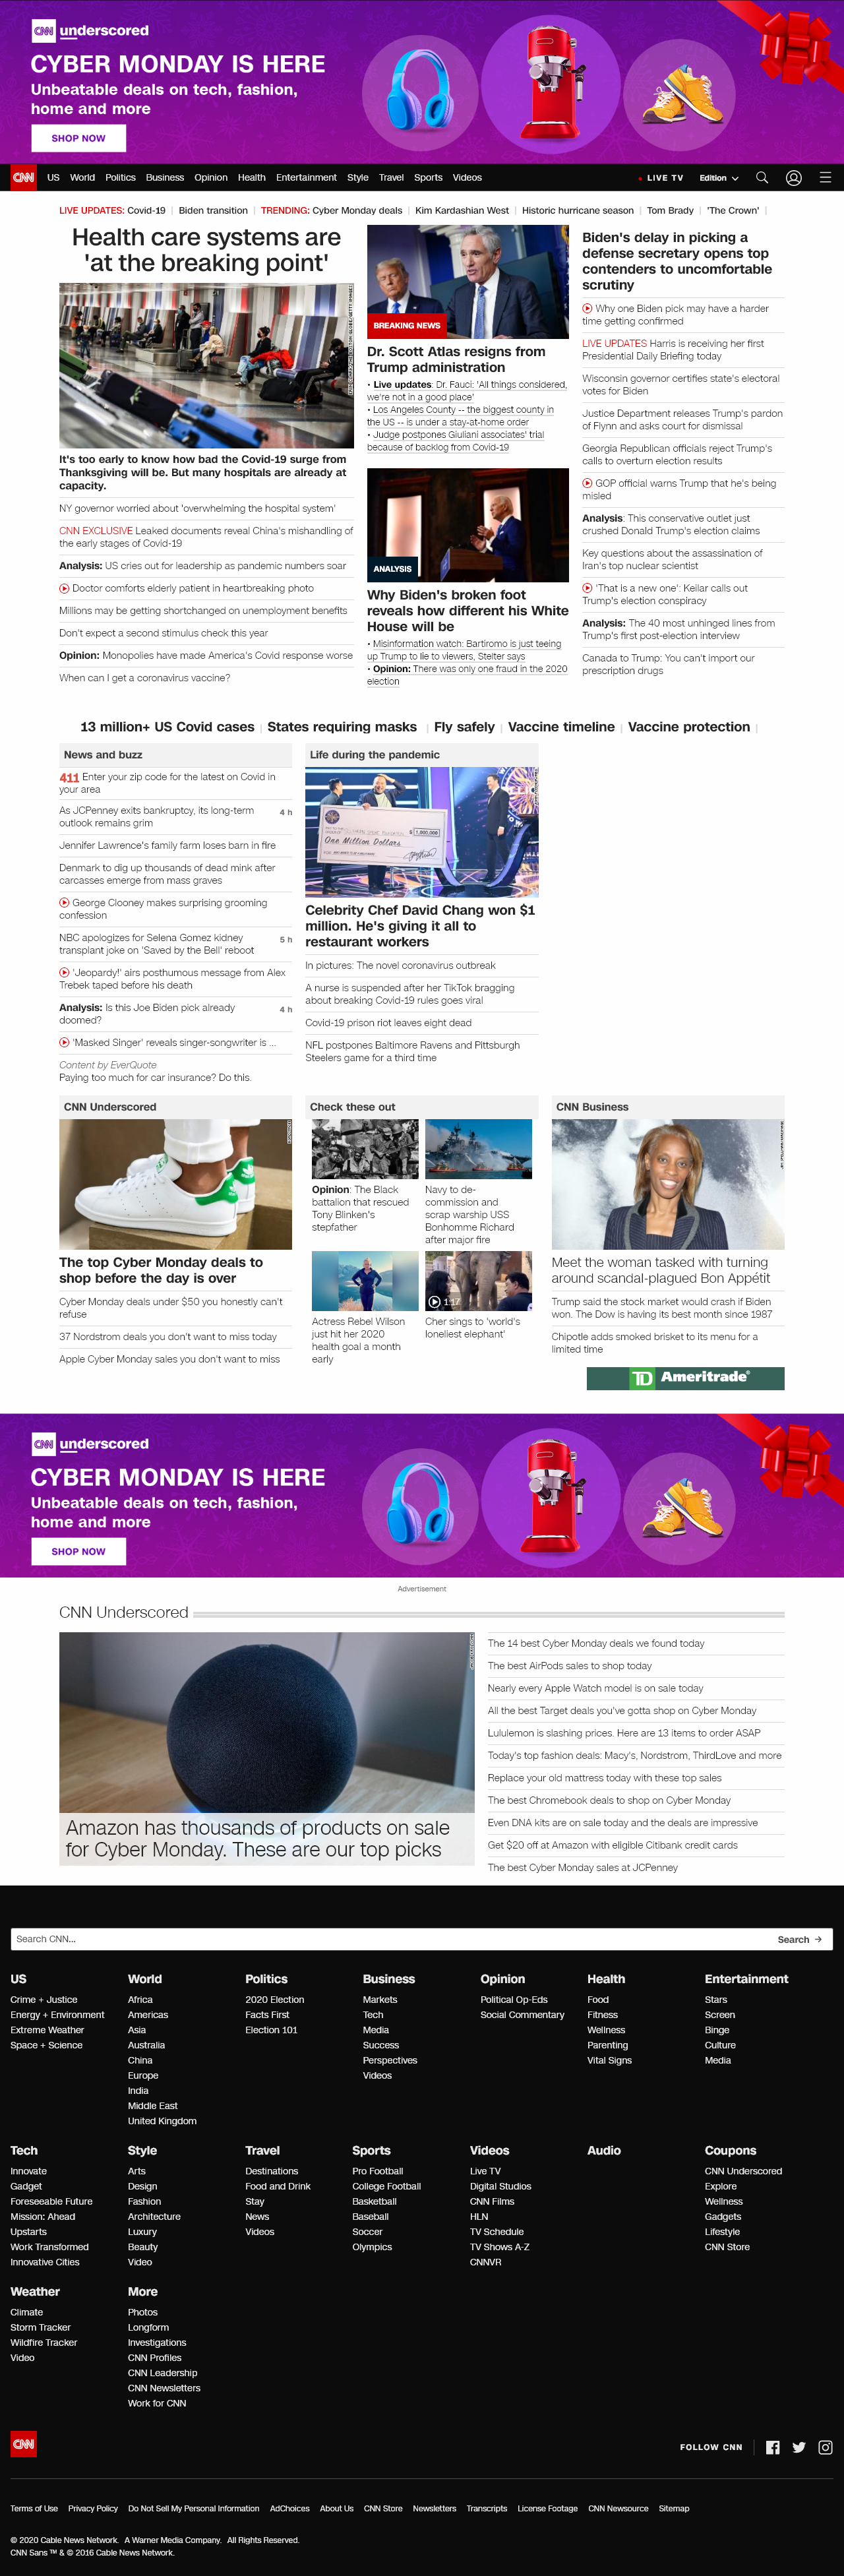 CNN underscored
CYBER MONDAY IS HERE
Unbeatable deals on tech, fashion,
home and more
SHOP NOW
CNN US World Politics Business Opinion Health Entertainment Style Travel Sports Videos LIVE TV Edition
LIVE UPDATES: Covid-19 | Biden transition | TRENDING: Cyber Monday deals | Kim Kardashian West | Historic hurricane season | Tom Brady | 'The Crown' |
Health care systems are
'at the breaking point'
It's too early to know how bad the Covid-19 surge from
Thanksgiving will be. But many hospitals are already at
capacity.
NY governor worried about 'overwhelming the hospital system'
CNN EXCLUSIVE Leaked documents reveal China's mishandling of
the early stages of Covid-19
Analysis: US cries out for leadership as pandemic numbers soar
Doctor comforts elderly patient in heartbreaking photo
Millions may be getting shortchanged on unemployment benefits
Don't expect a second stimulus check this year
Opinion: Monopolies have made America's Covid response worse
When can I get a coronavirus vaccine?
BREAKING NEWS
Dr. Scott Atlas resigns from
Trump administration
• Live updates: Dr. Fauci: 'All things considered,
we're not in a good place'
• Los Angeles County -- the biggest county in
the US -- is under a stay-at-home order
• Judge postpones Giuliani associates' trial
because of backlog from Covid-19
ANALYSIS
Why Biden's broken foot
reveals how different his White
House will be
• Misinformation watch: Bartiromo is just teeing
up Trump to lie to viewers, Stelter says
• Opinion: There was only one fraud in the 2020
election
Biden's delay in picking a
defense secretary opens top
contenders to uncomfortable
scrutiny
Why one Biden pick may have a harder
time getting confirmed
LIVE UPDATES Harris is receiving her first
Presidential Daily Briefing today
Wisconsin governor certifies state's electoral
votes for Biden
Justice Department releases Trump's pardon
of Flynn and asks court for dismissal
Georgia Republican officials reject Trump's
calls to overturn election results
GOP official warns Trump that he's being
misled
Analysis: This conservative outlet just
crushed Donald Trump's election claims
Key questions about the assassination of
Iran's top nuclear scientist
'That is a new one': Keilar calls out
Trump's election conspiracy
Analysis: The 40 most unhinged lines from
Trump's first post-election interview
Canada to Trump: You can't import our
prescription drugs
13 million+ US Covid cases | States requiring masks | Fly safely | Vaccine timeline | Vaccine protection |
News and buzz
411 Enter your zip code for the latest on Covid in
your area
As JCPenney exits bankruptcy, its long-term 4 h
outlook remains grim
Jennifer Lawrence's family farm loses barn in fire
Denmark to dig up thousands of dead mink after
carcasses emerge from mass graves
George Clooney makes surprising grooming
confession
NBC apologizes for Selena Gomez kidney 5 h
transplant joke on 'Saved by the Bell' reboot
'Jeopardy!' airs posthumous message from Alex
Trebek taped before his death
Analysis: Is this Joe Biden pick already 4 h
doomed?
'Masked Singer' reveals singer-songwriter is ...
Content by EverQuote
Paying too much for car insurance? Do this.
Life during the pandemic
$ 1,000,000
One Million Dollars
Celebrity Chef David Chang won $1
million. He's giving it all to
restaurant workers
In pictures: The novel coronavirus outbreak
A nurse is suspended after her TikTok bragging
about breaking Covid-19 rules goes viral
Covid-19 prison riot leaves eight dead
NFL postpones Baltimore Ravens and Pittsburgh
Steelers game for a third time
CNN Underscored
The top Cyber Monday deals to
shop before the day is over
Cyber Monday deals under $50 you honestly can't
refuse
37 Nordstrom deals you don't want to miss today
Apple Cyber Monday sales you don't want to miss
Check these out
Opinion: The Black
battalion that rescued
Tony Blinken's
stepfather
Navy to de-
commission and
scrap warship USS
Bonhomme Richard
after major fire
Actress Rebel Wilson
just hit her 2020
health goal a month
early
1:17
Cher sings to 'world's
loneliest elephant'
CNN Business
Meet the woman tasked with turning
around scandal-plagued Bon Appétit
Trump said the stock market would crash if Biden
won. The Dow is having its best month since 1987
Chipotle adds smoked brisket to its menu for a
limited time
TD Ameritrade®
CNN underscored
CYBER MONDAY IS HERE
Unbeatable deals on tech, fashion,
home and more
SHOP NOW
Advertisement
CNN Underscored
Amazon has thousands of products on sale
for Cyber Monday. These are our top picks
The 14 best Cyber Monday deals we found today
The best AirPods sales to shop today
Nearly every Apple Watch model is on sale today
All the best Target deals you've gotta shop on Cyber Monday
Lululemon is slashing prices. Here are 13 items to order ASAP
Today's top fashion deals: Macy's, Nordstrom, ThirdLove and more
Replace your old mattress today with these top sales
The best Chromebook deals to shop on Cyber Monday
Even DNA kits are on sale today and the deals are impressive
Get $20 off at Amazon with eligible Citibank credit cards
The best Cyber Monday sales at JCPenney
Search CNN... Search →
US
Crime + Justice
Energy + Environment
Extreme Weather
Space + Science
World
Africa
Americas
Asia
Australia
China
Europe
India
Middle East
United Kingdom
Politics
2020 Election
Facts First
Election 101
Business
Markets
Tech
Media
Success
Perspectives
Videos
Opinion
Political Op-Eds
Social Commentary
Health
Food
Fitness
Wellness
Parenting
Vital Signs
Entertainment
Stars
Screen
Binge
Culture
Media
Tech
Innovate
Gadget
Foreseeable Future
Mission: Ahead
Upstarts
Work Transformed
Innovative Cities
Style
Arts
Design
Fashion
Architecture
Luxury
Beauty
Video
Travel
Destinations
Food and Drink
Stay
News
Videos
Sports
Pro Football
College Football
Basketball
Baseball
Soccer
Olympics
Videos
Live TV
Digital Studios
CNN Films
HLN
TV Schedule
TV Shows A-Z
CNNVR
Audio
Coupons
CNN Underscored
Explore
Wellness
Gadgets
Lifestyle
CNN Store
Weather
Climate
Storm Tracker
Wildfire Tracker
Video
More
Photos
Longform
Investigations
CNN Profiles
CNN Leadership
CNN Newsletters
Work for CNN
CNN
FOLLOW CNN
Terms of Use Privacy Policy Do Not Sell My Personal Information AdChoices About Us CNN Store Newsletters Transcripts License Footage CNN Newsource Sitemap
© 2020 Cable News Network. A Warner Media Company. All Rights Reserved.
CNN Sans ™ & © 2016 Cable News Network.